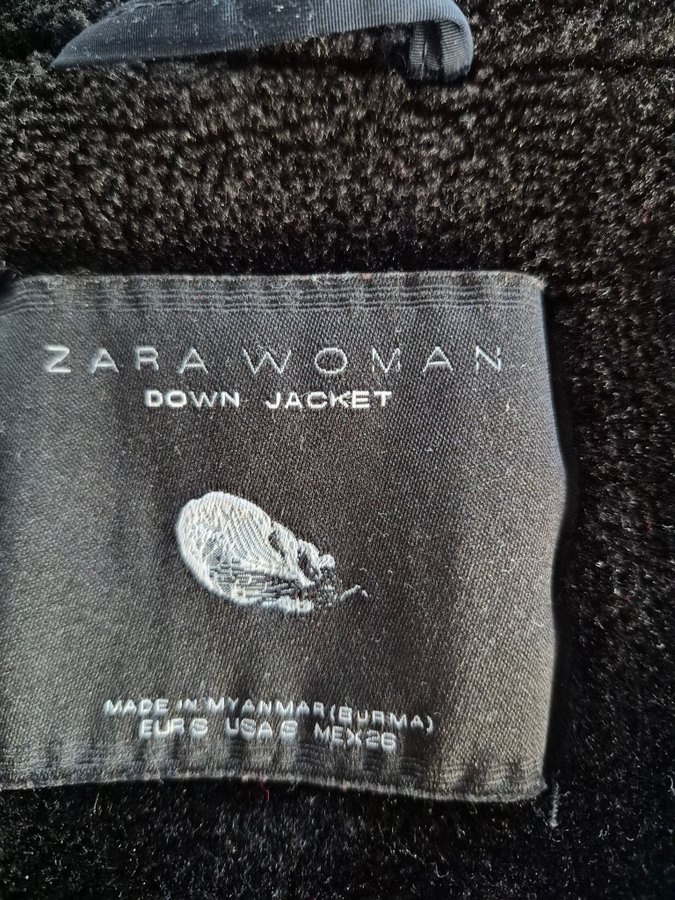 ZARA WOMAN
DOWN JACKET
MADE IN MYANMAR(BURMA)
EUR S USA S MEX 26